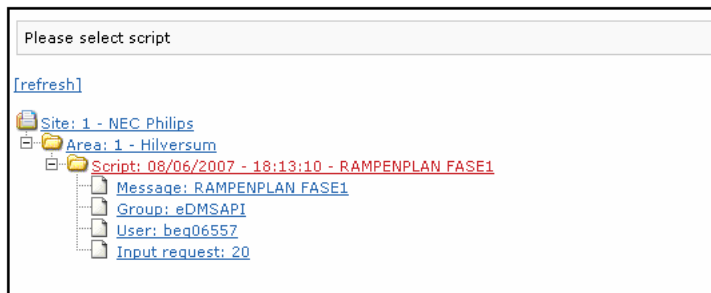 Please select script
[refresh]
Site: 1 - NEC Philips
Area: 1 - Hilversum
Script: 08/06/2007 - 18:13:10 - RAMPENPLAN FASE1
Message: RAMPENPLAN FASE1
Group: eDMSAPI
User: beq06557
Input request: 20